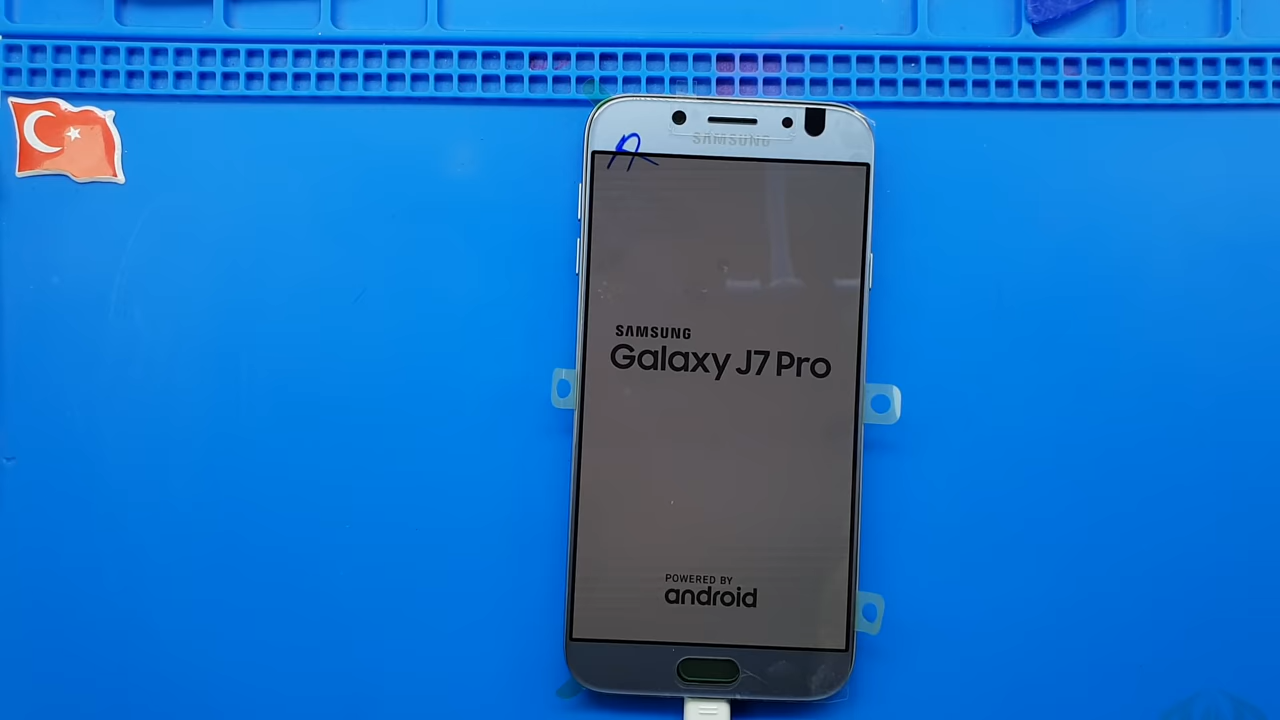 SAMSUNG
SAMSUNG
Galaxy J7 Pro
POWERED BY
android